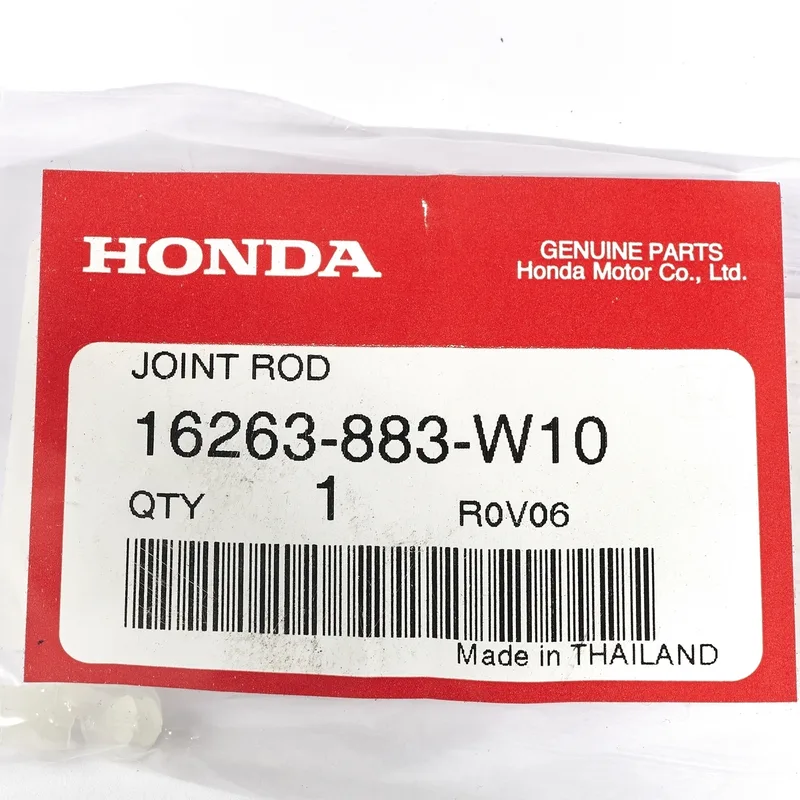 HONDA
GENUINE PARTS
Honda Motor Co., Ltd.
JOINT ROD
16263-883-W10
QTY 1 R0V06
Made in THAILAND